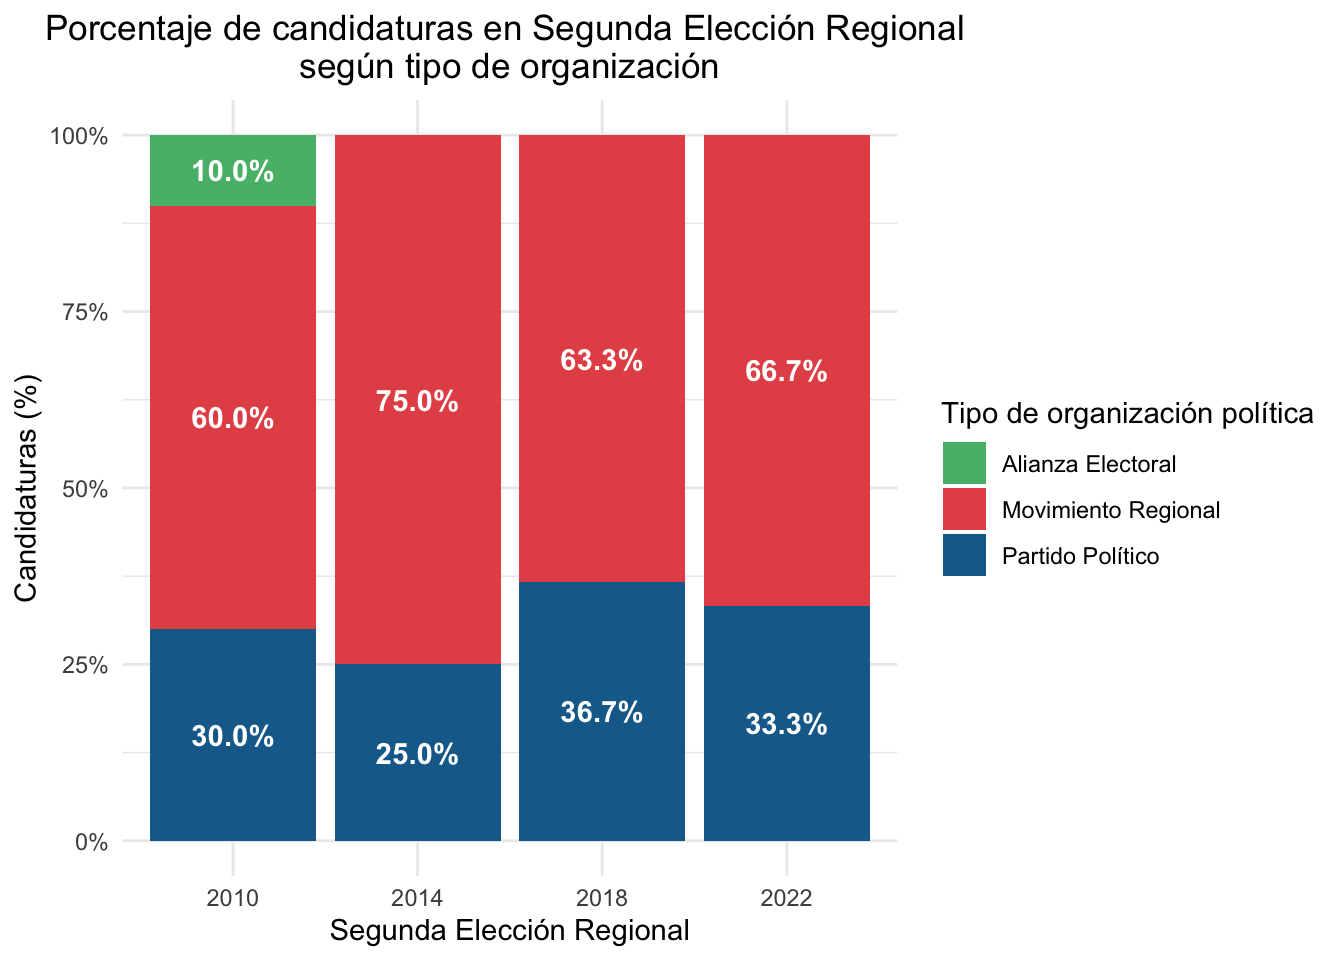 Porcentaje de candidaturas en Segunda Elección Regional
según tipo de organización
100%
75%
50%
25%
0%
Candidaturas (%)
10.0%
60.0%
30.0%
75.0%
25.0%
63.3%
36.7%
66.7%
33.3%
2010 2014 2018 2022
Segunda Elección Regional
Tipo de organización política
Alianza Electoral
Movimiento Regional
Partido Político